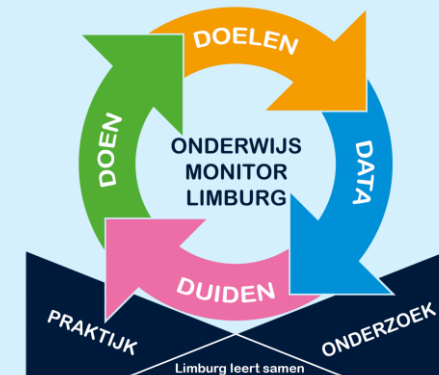 DOELEN
DATA
DUIDEN
DOEN
ONDERWIJS
MONITOR
LIMBURG
PRAKTIJK
ONDERZOEK
Limburg leert samen